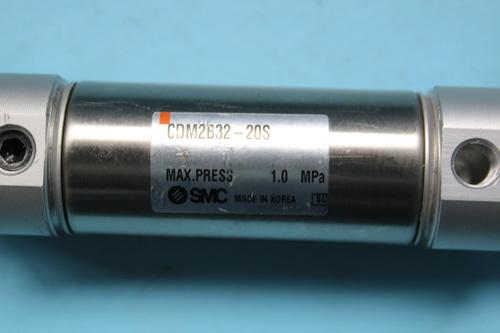 CDM2B32-20S
MAX.PRESS 1.0 MPa
SMC MADE IN KOREA